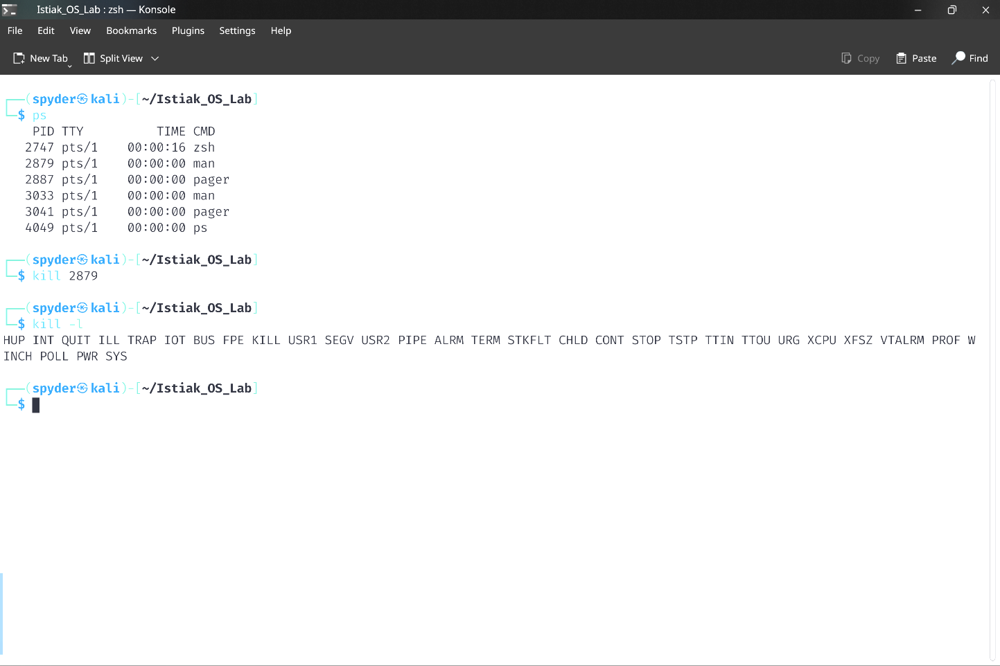 Istiak_OS_Lab : zsh — Konsole
File Edit View Bookmarks Plugins Settings Help
New Tab Split View Copy Paste Find
┌──(spyder㉿kali)-[~/Istiak_OS_Lab]
└─$ ps
    PID TTY          TIME CMD
   2747 pts/1    00:00:16 zsh
   2879 pts/1    00:00:00 man
   2887 pts/1    00:00:00 pager
   3033 pts/1    00:00:00 man
   3041 pts/1    00:00:00 pager
   4049 pts/1    00:00:00 ps
┌──(spyder㉿kali)-[~/Istiak_OS_Lab]
└─$ kill 2879
┌──(spyder㉿kali)-[~/Istiak_OS_Lab]
└─$ kill -l
HUP INT QUIT ILL TRAP IOT BUS FPE KILL USR1 SEGV USR2 PIPE ALRM TERM STKFLT CHLD CONT STOP TSTP TTIN TTOU URG XCPU XFSZ VTALRM PROF W
INCH POLL PWR SYS
┌──(spyder㉿kali)-[~/Istiak_OS_Lab]
└─$